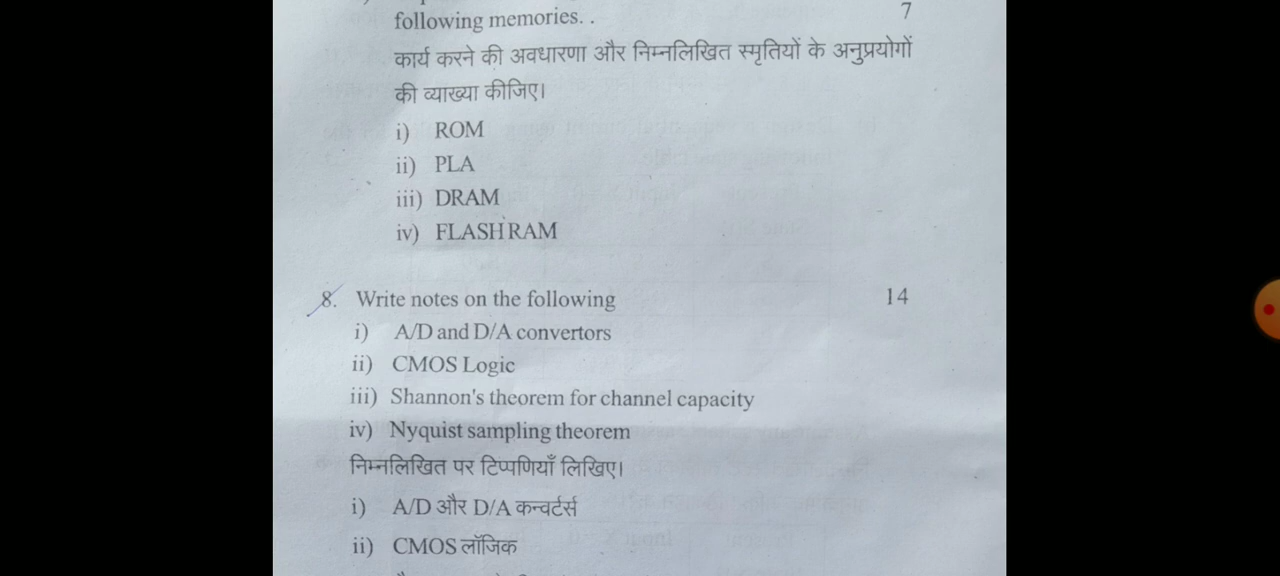 following memories. .
7
कार्य करने की अवधारणा और निम्नलिखित स्मृतियों के अनुप्रयोगों
की व्याख्या कीजिए।
i) ROM
ii) PLA
iii) DRAM
iv) FLASH RAM
8. Write notes on the following 14
i) A/D and D/A convertors
ii) CMOS Logic
iii) Shannon's theorem for channel capacity
iv) Nyquist sampling theorem
निम्नलिखित पर टिप्पणियाँ लिखिए।
i) A/D और D/A कन्वर्टर्स
ii) CMOS लॉजिक